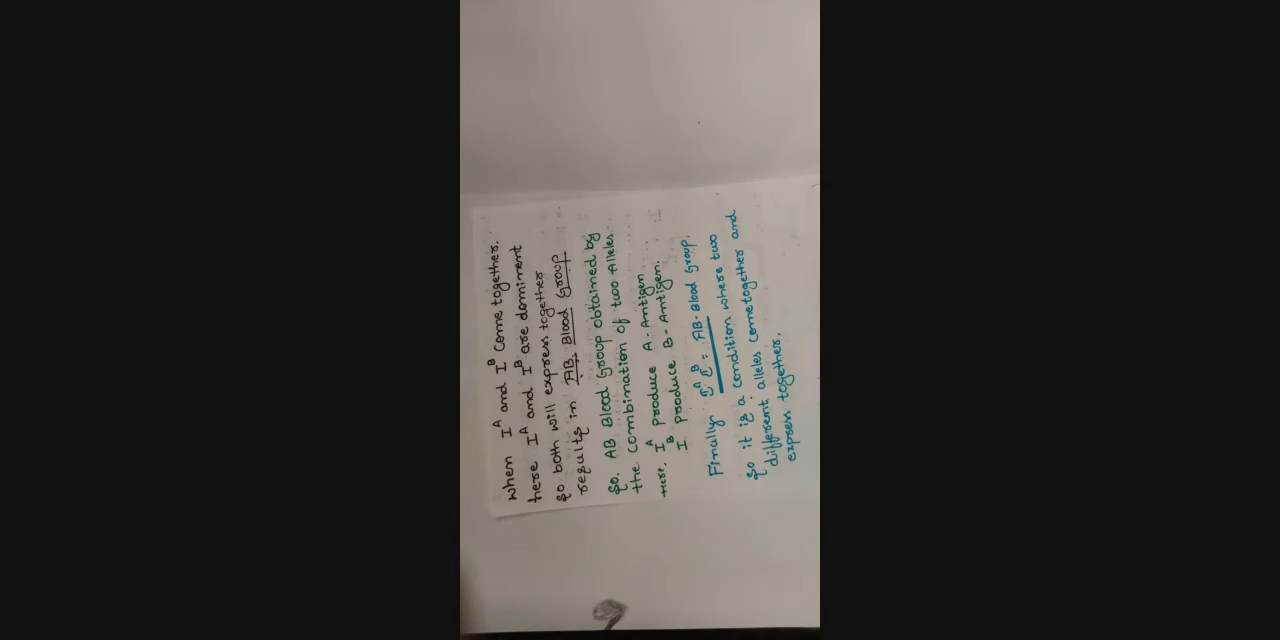 when I^A and I^B Come together.
here I^A and I^B are dominent
So both will express together
results in AB. Blood Group
So. AB Blood Group obtained by
the combination of two Alleles
Here. I^A produce A-Antigen
I^B produce B-Antigen.
Finally I^A I^B = AB-Blood Group.
So it is a condition where two
different alleles come together and
express together.